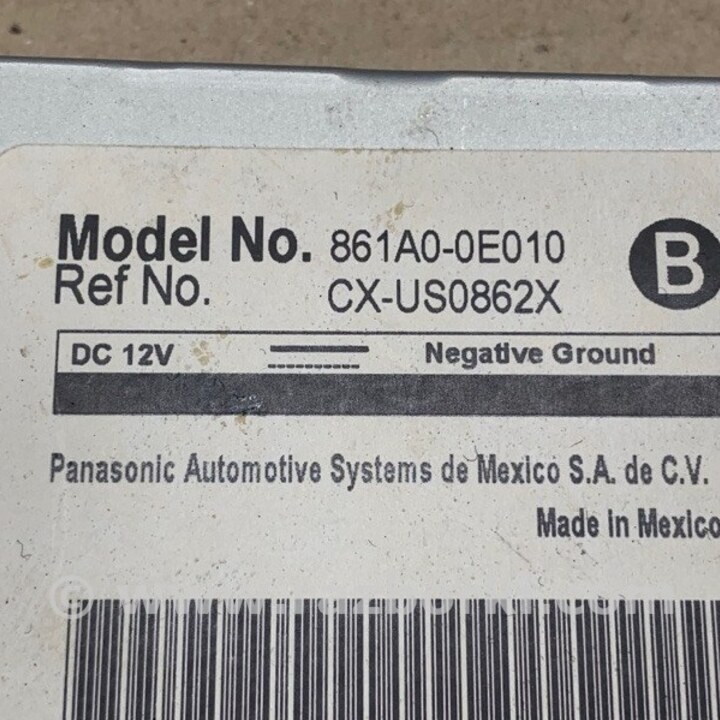 Model No. 861A0-0E010
B
Ref No. CX-US0862X
DC 12V Negative Ground
Panasonic Automotive Systems de Mexico S.A. de C.V.
Made in Mexico